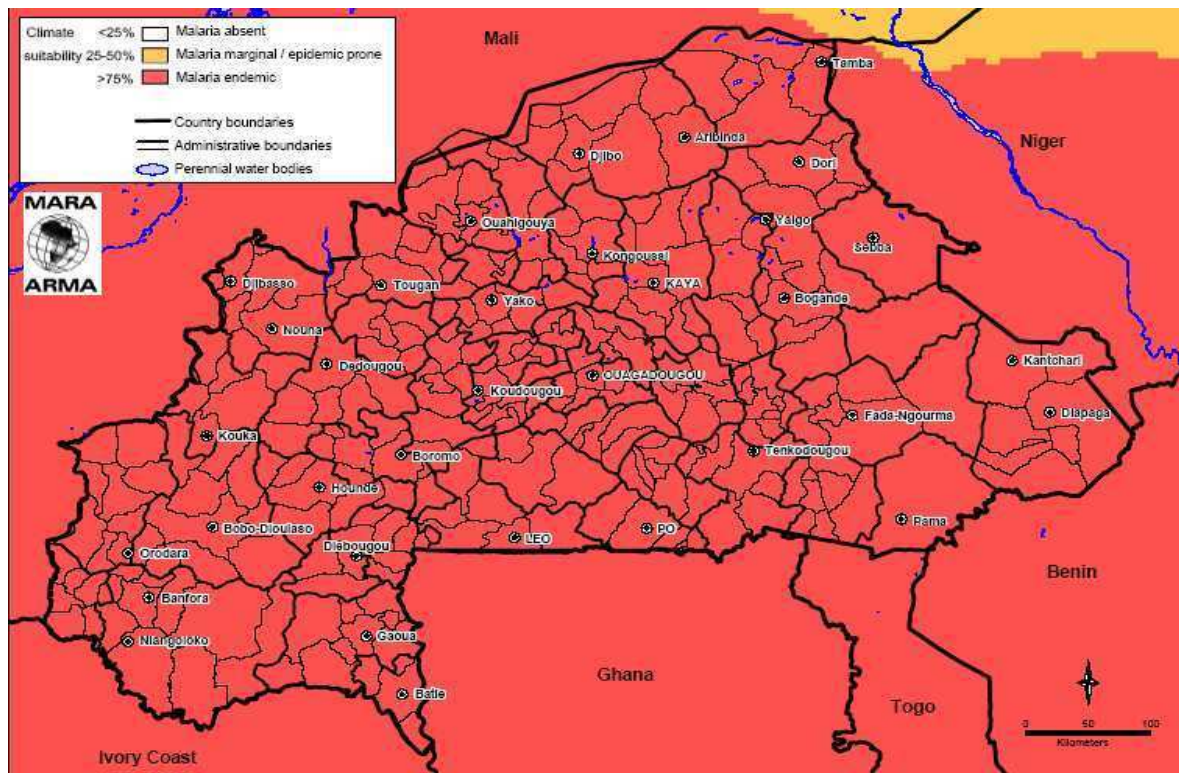 Climate <25% Malaria absent
suitability 25-50% Malaria marginal / epidemic prone
>75% Malaria endemic
Country boundaries
Administrative boundaries
Perennial water bodies
MARA
ARMA
Mali
Tamba
Niger
Aribinda
Djibo
Dori
Ouahigouya
Yalgo
Sebba
Kongoussi
Djibasso
Tougan
KAYA
Yako
Bogande
Nouna
Dedougou
Kantchari
Koudougou
OUAGADOUGOU
Diapaga
Fada-Ngourma
Kouka
Boromo
Tenkodougou
Hounde
Pama
Bobo-Dioulaso
PO
LEO
Diebougou
Orodara
Benin
Banfora
Niangoloko
Gaoua
Ghana
Batie
Togo
0 50 100
Kilometers
Ivory Coast